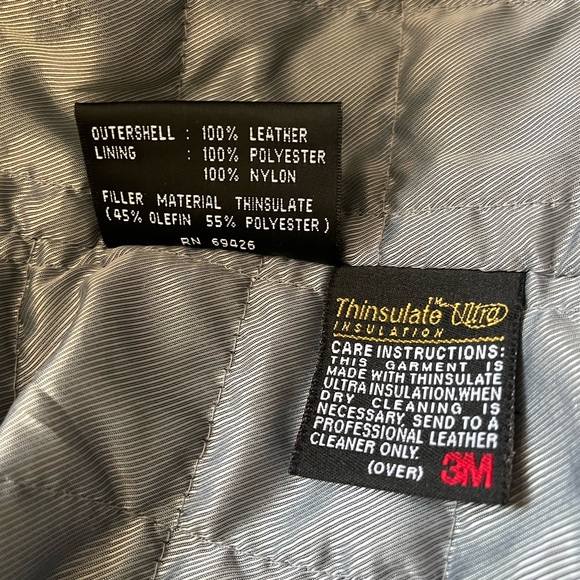 OUTERSHELL : 100% LEATHER
LINING : 100% POLYESTER
100% NYLON
FILLER MATERIAL THINSULATE
(45% OLEFIN 55% POLYESTER)
RN 69426
Thinsulate™ Ultra
INSULATION
CARE INSTRUCTIONS:
THIS GARMENT IS
MADE WITH THINSULATE
ULTRA INSULATION.WHEN
DRY CLEANING IS
NECESSARY, SEND TO A
PROFESSIONAL LEATHER
CLEANER ONLY.
(OVER) 3M